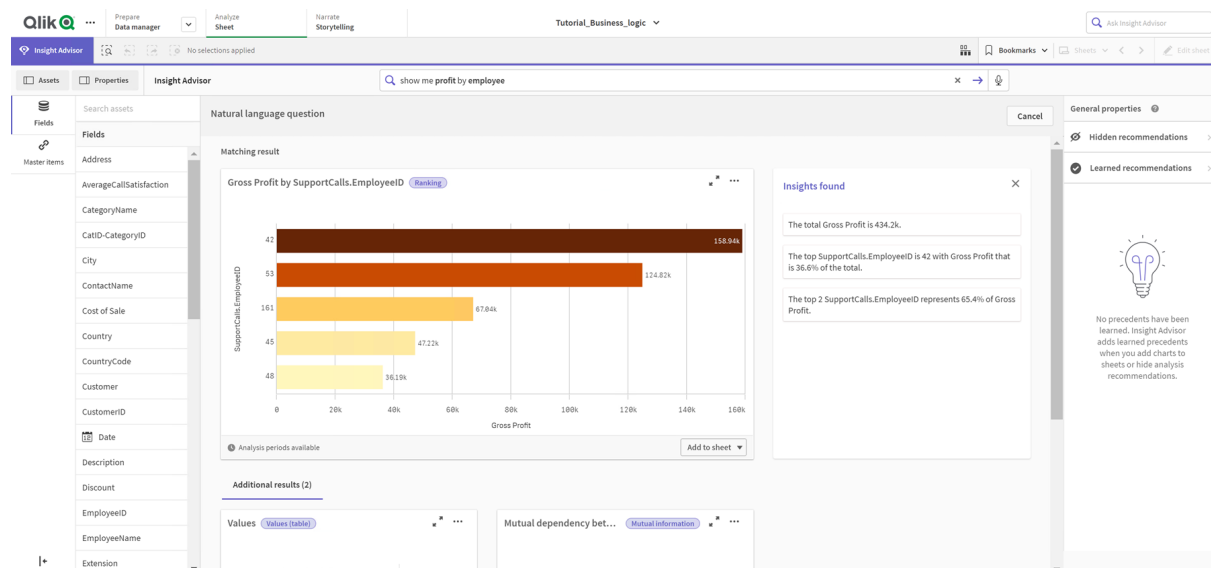 Qlik
Prepare
Data manager
Analyze
Sheet
Narrate
Storytelling
Tutorial_Business_logic
Ask Insight Advisor
Insight Advisor
No selections applied
Bookmarks
Sheets
Edit sheet
Assets
Properties
Insight Advisor
show me profit by employee
Fields
Master items
Search assets
Fields
Address
AverageCallSatisfaction
CategoryName
CatID-CategoryID
City
ContactName
Cost of Sale
Country
CountryCode
Customer
CustomerID
Date
Description
Discount
EmployeeID
EmployeeName
Extension
Natural language question
Cancel
Matching result
Gross Profit by SupportCalls.EmployeeID
Ranking
SupportCalls.EmployeeID
42
158.94k
53
124.82k
161
67.04k
45
47.22k
48
36.19k
0 20k 40k 60k 80k 100k 120k 140k 160k
Gross Profit
Analysis periods available
Add to sheet
Insights found
The total Gross Profit is 434.2k.
The top SupportCalls.EmployeeID is 42 with Gross Profit that
is 36.6% of the total.
The top 2 SupportCalls.EmployeeID represents 65.4% of Gross
Profit.
Additional results (2)
Values
Values (table)
Mutual dependency bet...
Mutual information
General properties
Hidden recommendations
Learned recommendations
No precedents have been
learned. Insight Advisor
adds learned precedents
when you add charts to
sheets or hide analysis
recommendations.